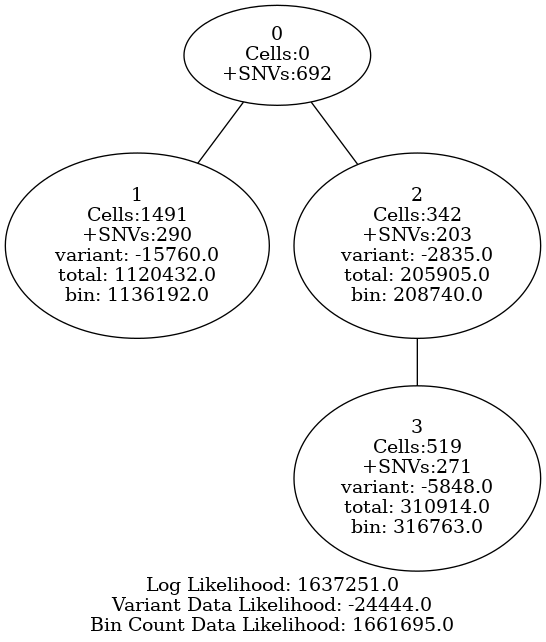 0
Cells:0
+SNVs:692
1
Cells:1491
+SNVs:290
variant: -15760.0
total: 1120432.0
bin: 1136192.0
2
Cells:342
+SNVs:203
variant: -2835.0
total: 205905.0
bin: 208740.0
3
Cells:519
+SNVs:271
variant: -5848.0
total: 310914.0
bin: 316763.0
Log Likelihood: 1637251.0
Variant Data Likelihood: -24444.0
Bin Count Data Likelihood: 1661695.0